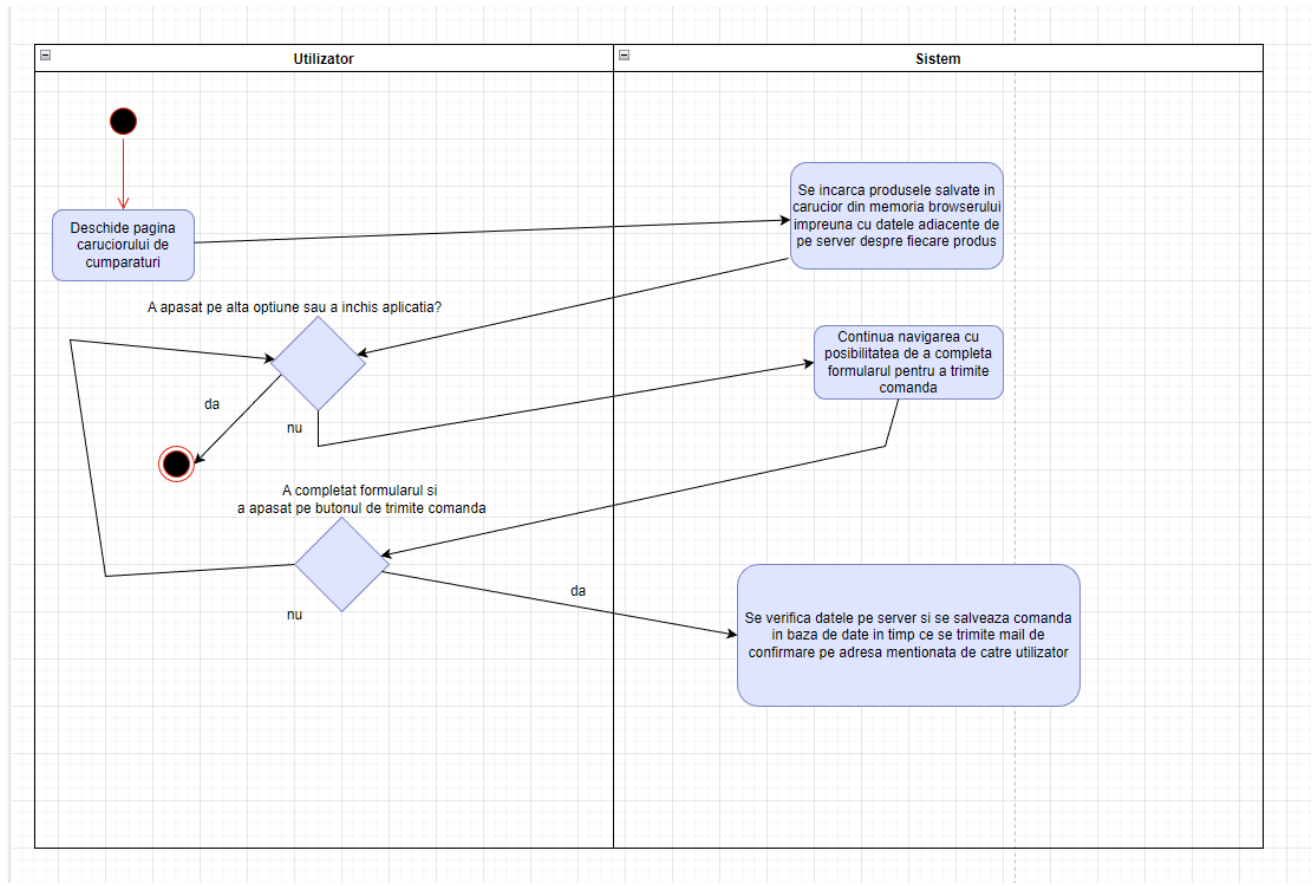 Utilizator
Sistem
Deschide pagina
caruciorului de
cumparaturi
Se incarca produsele salvate in
carucior din memoria browserului
impreuna cu datele adiacente de
pe server despre fiecare produs
A apasat pe alta optiune sau a inchis aplicatia?
da
nu
Continua navigarea cu
posibilitatea de a completa
formularul pentru a trimite
comanda
A completat formularul si
a apasat pe butonul de trimite comanda
da
nu
Se verifica datele pe server si se salveaza comanda
in baza de date in timp ce se trimite mail de
confirmare pe adresa mentionata de catre utilizator